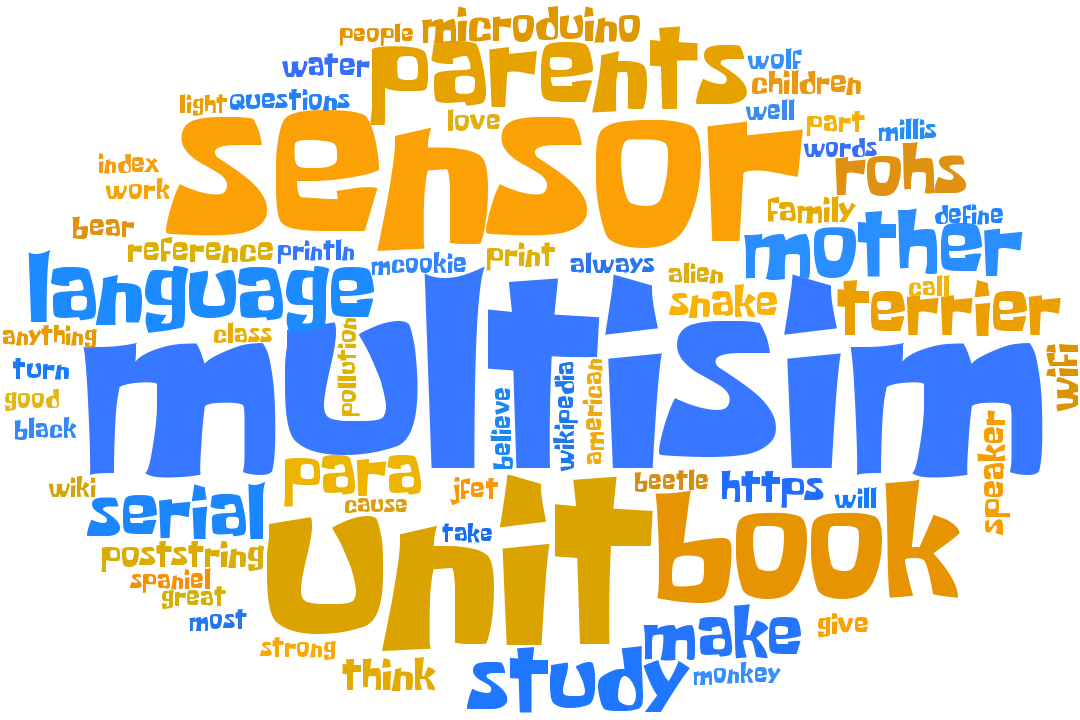 people microduino
water parents wolf
children
light questions love well part millis
sensor words
index rohs
work
bear family mother define
reference println mcookie print always alien call
language snake terrier
anything class pollution multisim wifi
turn
good believe wikipedia american
black speaker
wiki para jfet beetle https will
serial cause
poststring unit take book
spaniel
great
most make give
strong
think study monkey